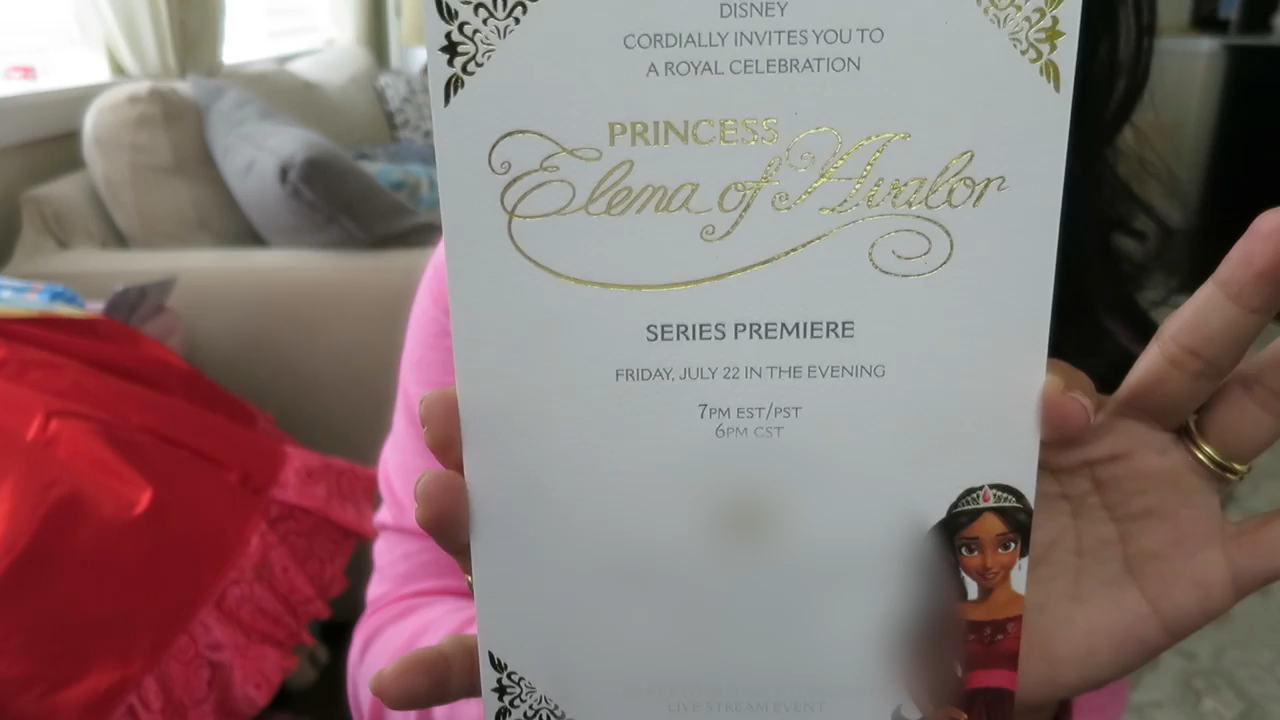 DISNEY
CORDIALLY INVITES YOU TO
A ROYAL CELEBRATION
PRINCESS
Elena of Avalor
SERIES PREMIERE
FRIDAY, JULY 22 IN THE EVENING
7PM EST/PST
6PM CST
LIVE STREAM EVENT